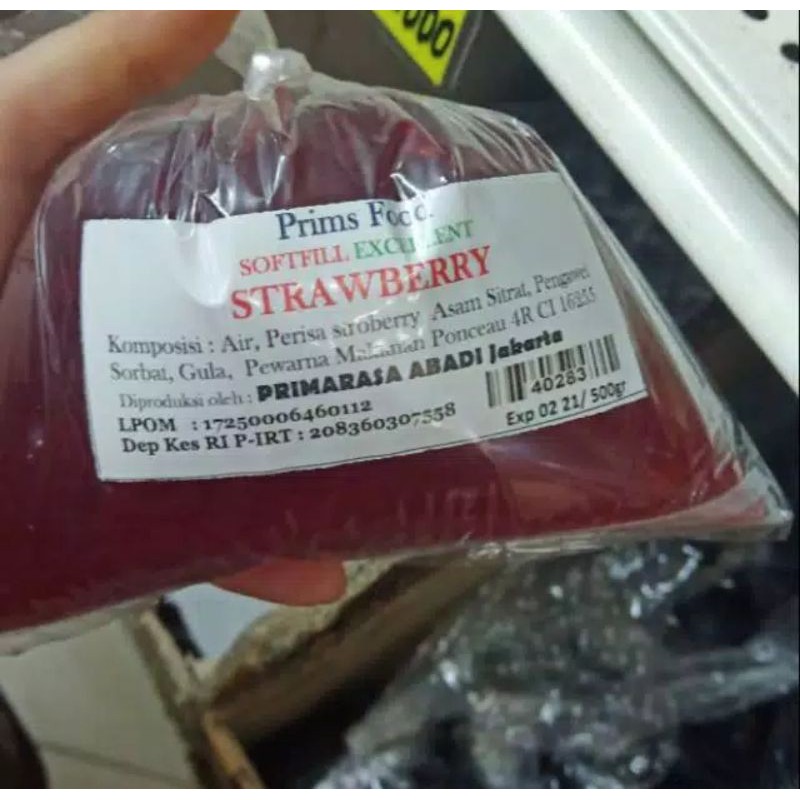 000
Prims Food
SOFTFILL EXCELLENT
STRAWBERRY
Komposisi : Air, Perisa stroberry Asam Sitrat, Pengawet
Sorbat, Gula, Pewarna Makanan Ponceau 4R CI 16255
Diproduksi oleh : PRIMARASA ABADI Jakarta
LPOM : 17250006460112
Dep Kes RI P-IRT : 208360307558
40283
Exp 02 21/ 500gr